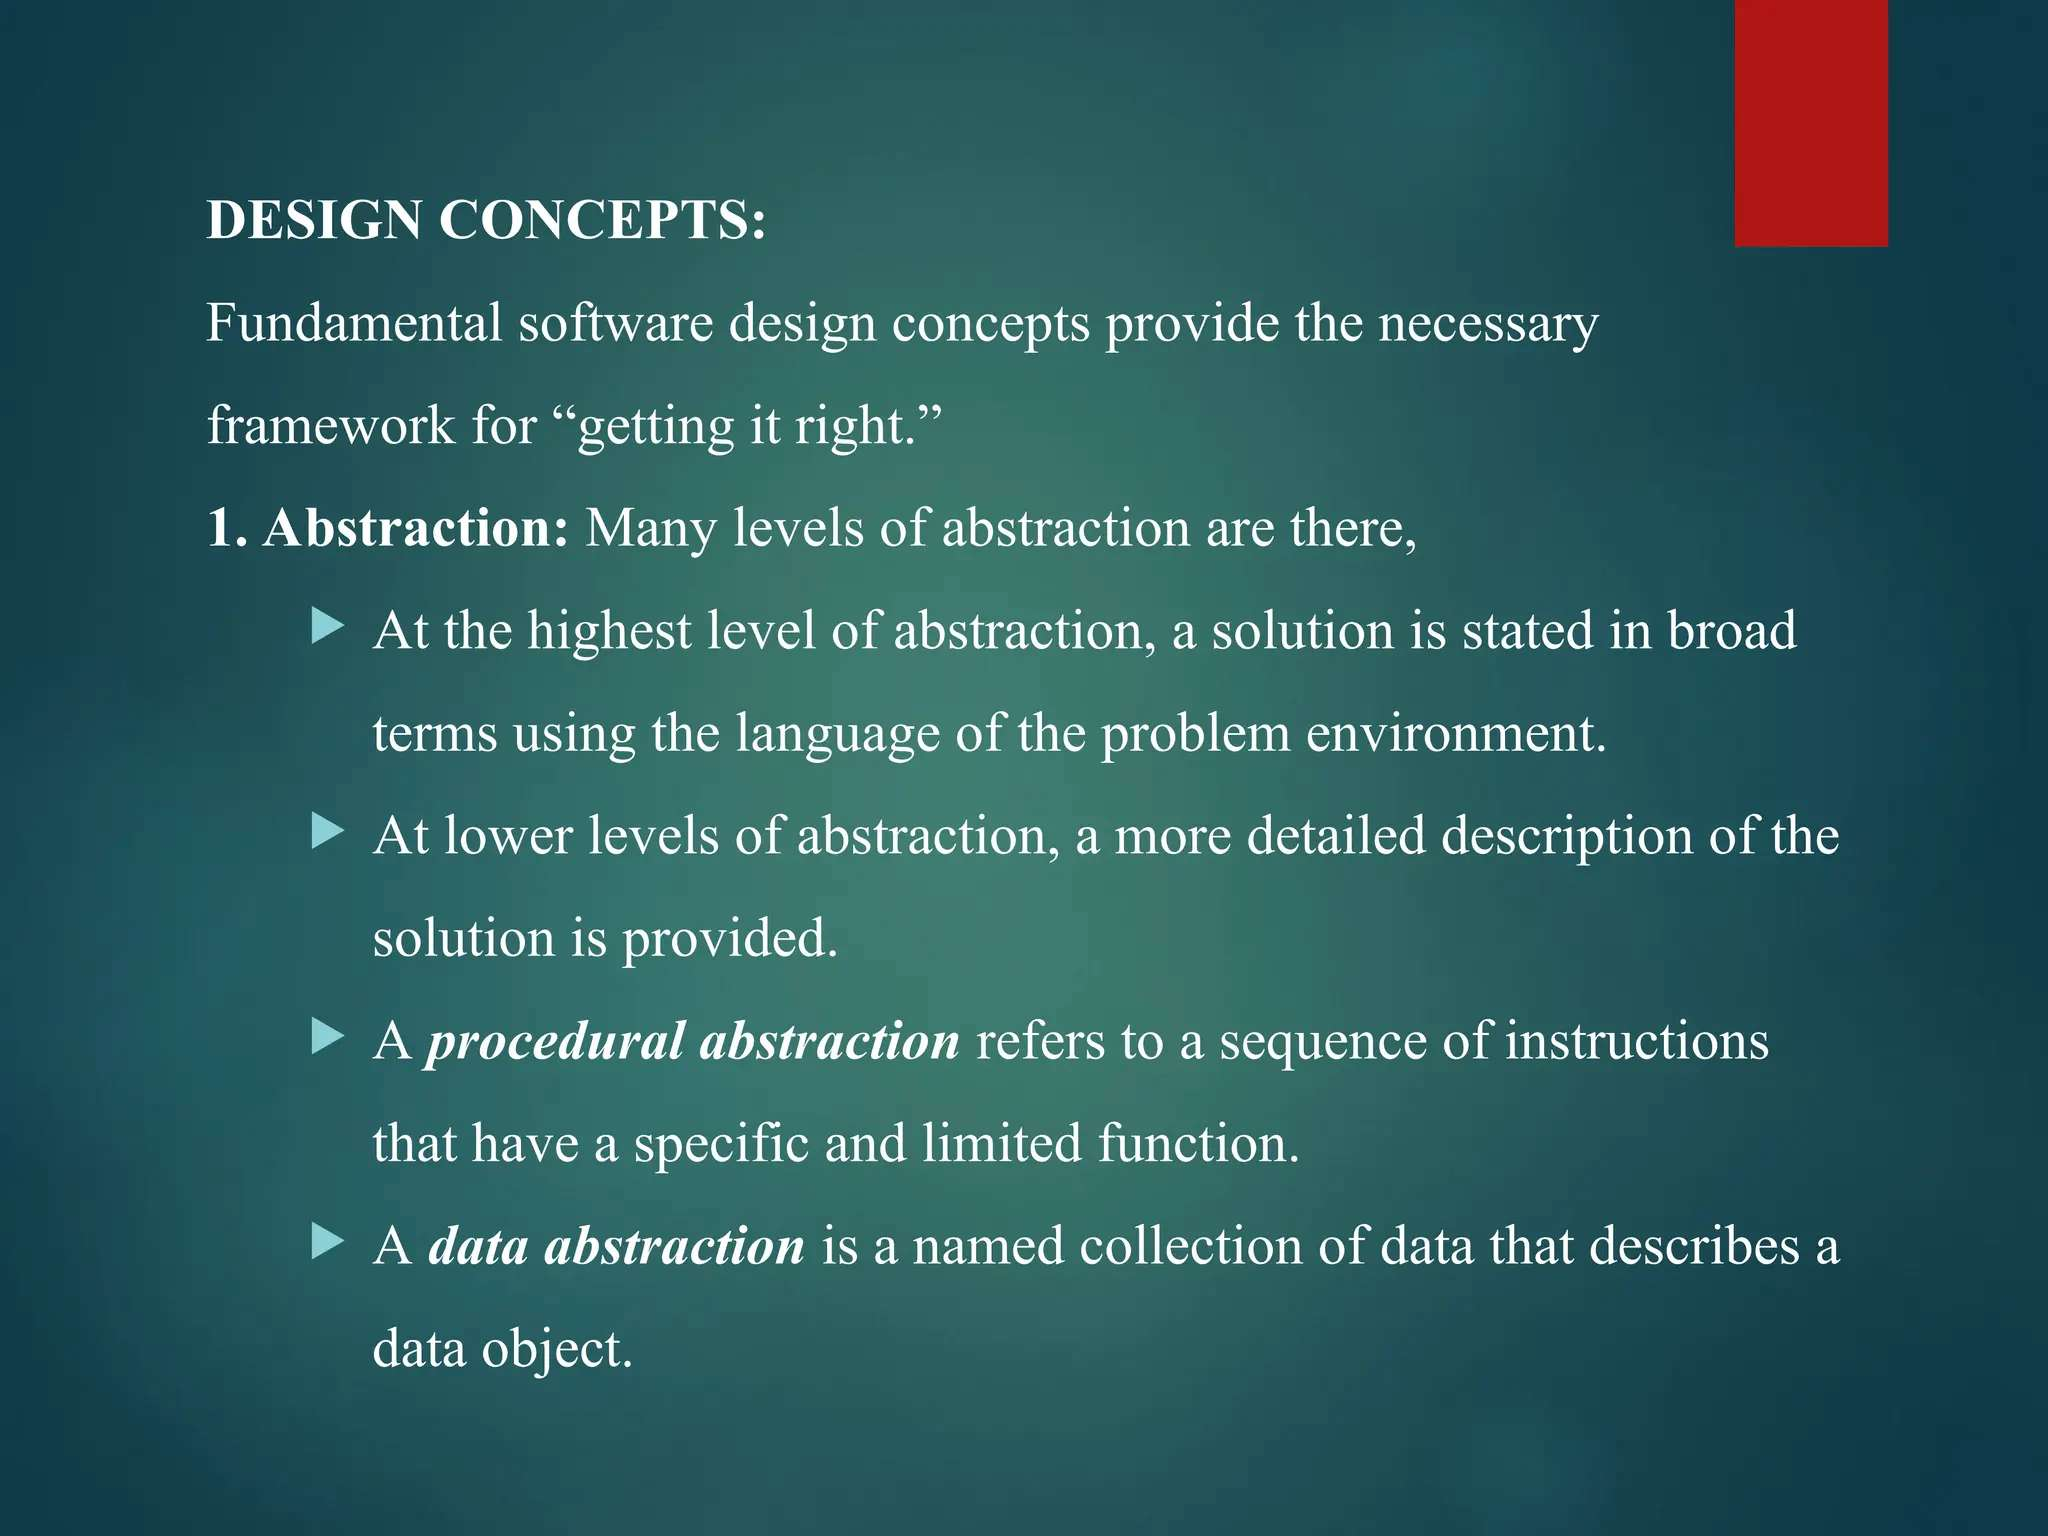 DESIGN CONCEPTS:
Fundamental software design concepts provide the necessary
framework for “getting it right.”
1. Abstraction: Many levels of abstraction are there,
At the highest level of abstraction, a solution is stated in broad
terms using the language of the problem environment.
At lower levels of abstraction, a more detailed description of the
solution is provided.
A procedural abstraction refers to a sequence of instructions
that have a specific and limited function.
A data abstraction is a named collection of data that describes a
data object.